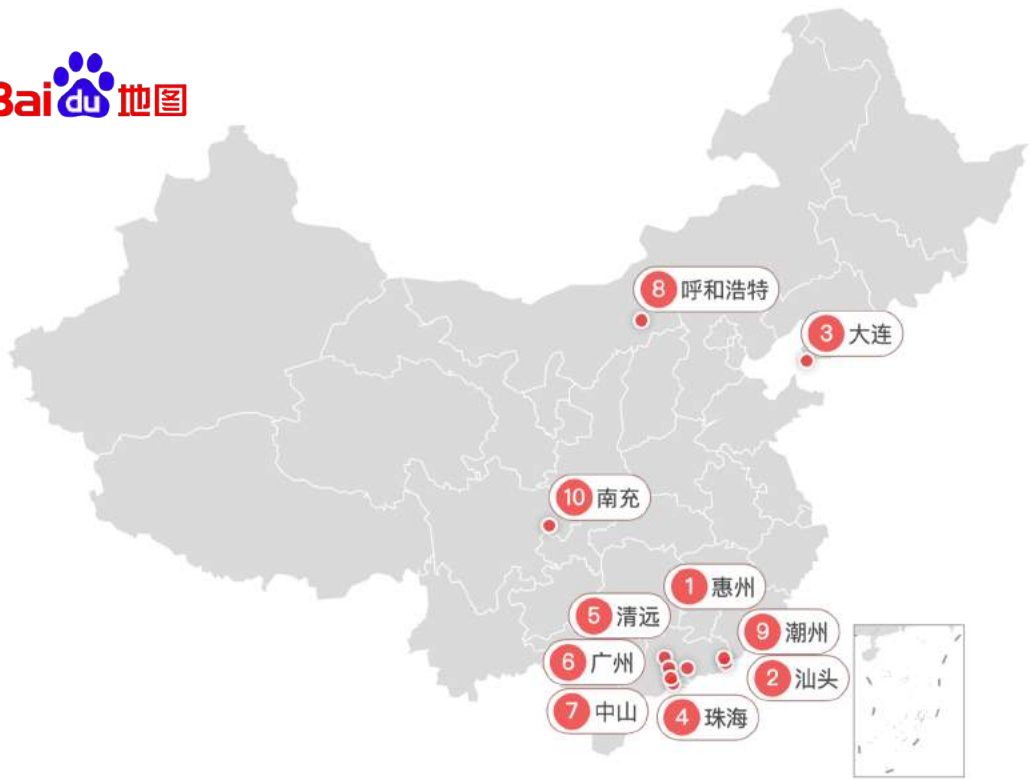 Baidu地图
8 呼和浩特
3 大连
10 南充
1 惠州
5 清远
9 潮州
6 广州
2 汕头
7 中山
4 珠海